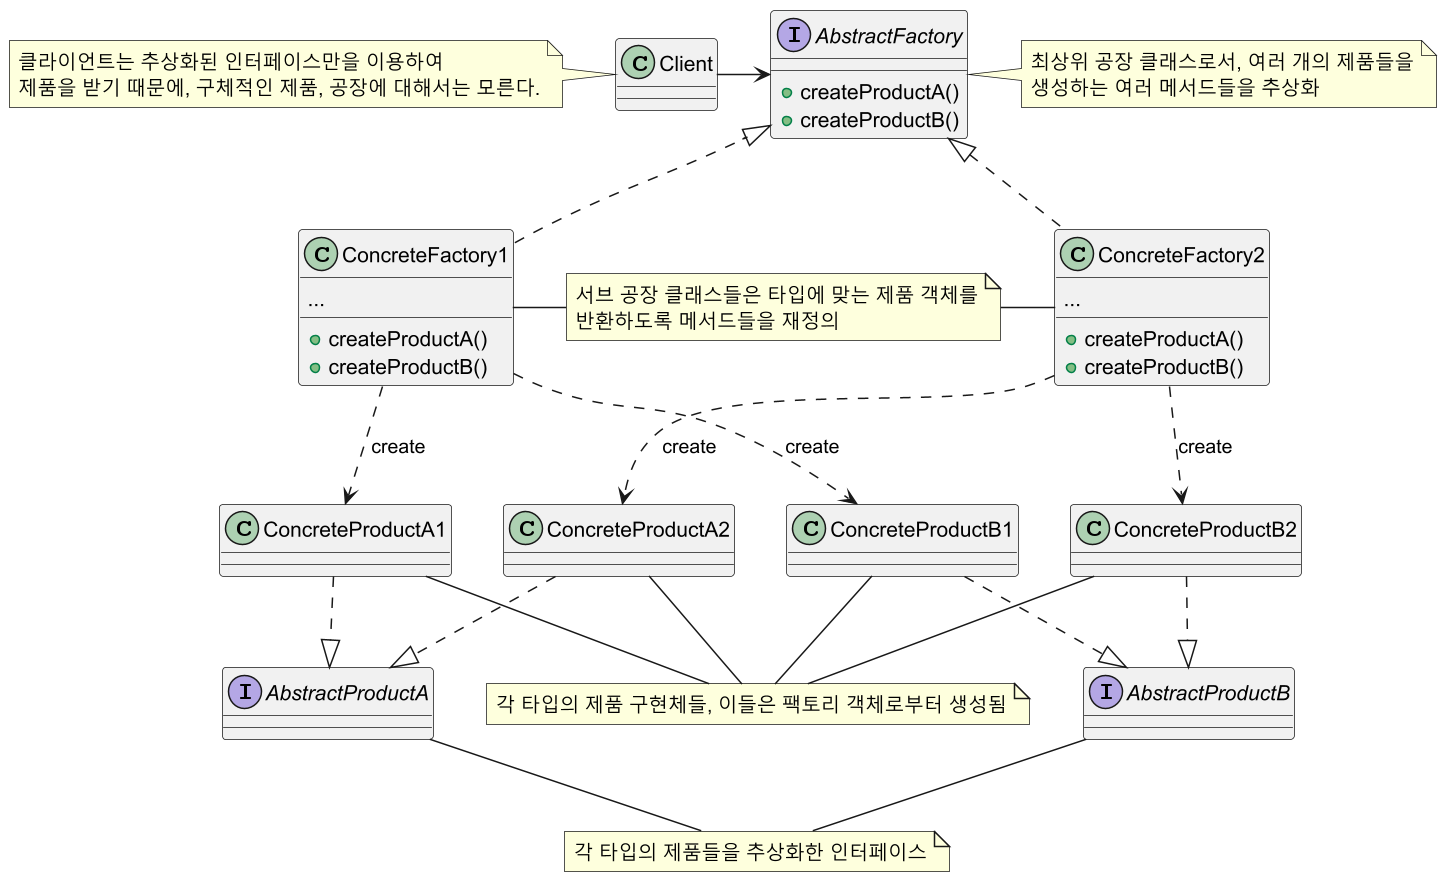 클라이언트는 추상화된 인터페이스만을 이용하여
제품을 받기 때문에, 구체적인 제품, 공장에 대해서는 모른다.
C Client
I AbstractFactory
createProductA()
createProductB()
최상위 공장 클래스로서, 여러 개의 제품들을
생성하는 여러 메서드들을 추상화
C ConcreteFactory1
...
createProductA()
createProductB()
서브 공장 클래스들은 타입에 맞는 제품 객체를
반환하도록 메서드들을 재정의
C ConcreteFactory2
...
createProductA()
createProductB()
create
create
create
create
C ConcreteProductA1
C ConcreteProductA2
C ConcreteProductB1
C ConcreteProductB2
I AbstractProductA
각 타입의 제품 구현체들, 이들은 팩토리 객체로부터 생성됨
I AbstractProductB
각 타입의 제품들을 추상화한 인터페이스